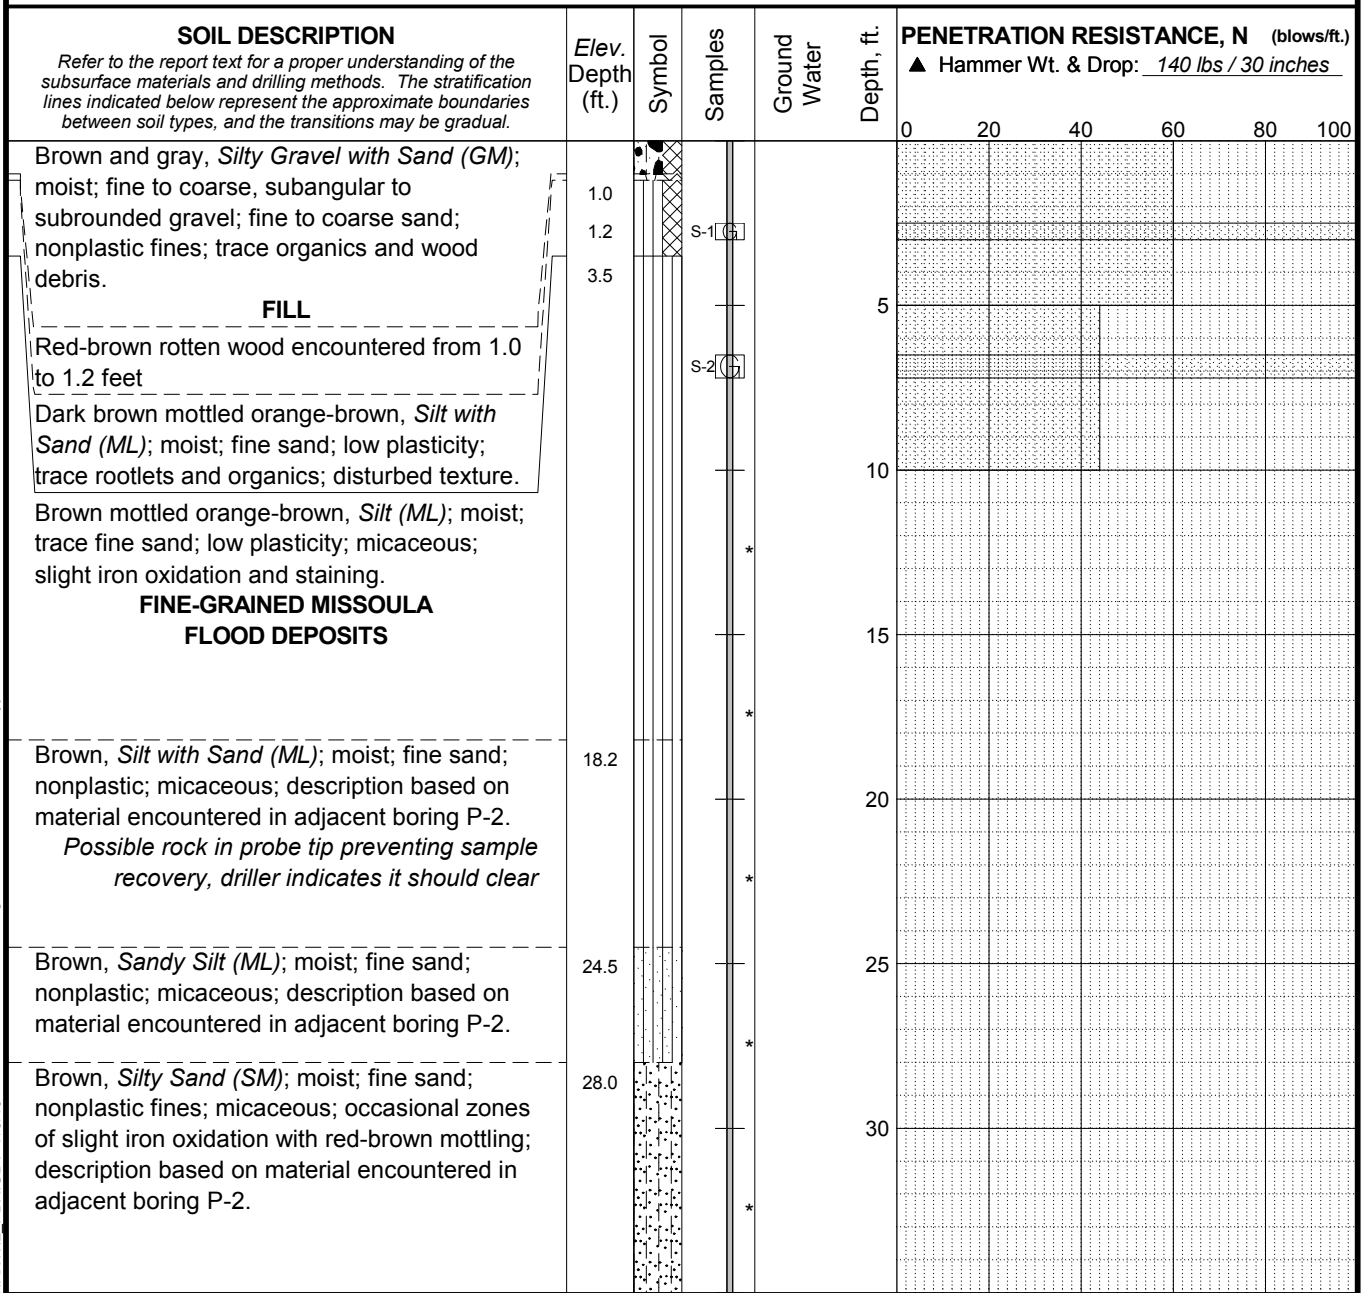 SOIL DESCRIPTION
Refer to the report text for a proper understanding of the
subsurface materials and drilling methods. The stratification
lines indicated below represent the approximate boundaries
between soil types, and the transitions may be gradual.
Elev.
Depth
(ft.)
Symbol
Samples
Ground
Water
Depth, ft.
PENETRATION RESISTANCE, N (blows/ft.)
▲ Hammer Wt. & Drop: 140 lbs / 30 inches
0 20 40 60 80 100
Brown and gray, Silty Gravel with Sand (GM);
moist; fine to coarse, subangular to
subrounded gravel; fine to coarse sand;
nonplastic fines; trace organics and wood
debris.
FILL
Red-brown rotten wood encountered from 1.0
to 1.2 feet
Dark brown mottled orange-brown, Silt with
Sand (ML); moist; fine sand; low plasticity;
trace rootlets and organics; disturbed texture.
Brown mottled orange-brown, Silt (ML); moist;
trace fine sand; low plasticity; micaceous;
slight iron oxidation and staining.
FINE-GRAINED MISSOULA
FLOOD DEPOSITS
Brown, Silt with Sand (ML); moist; fine sand;
nonplastic; micaceous; description based on
material encountered in adjacent boring P-2.
Possible rock in probe tip preventing sample
recovery, driller indicates it should clear
Brown, Sandy Silt (ML); moist; fine sand;
nonplastic; micaceous; description based on
material encountered in adjacent boring P-2.
Brown, Silty Sand (SM); moist; fine sand;
nonplastic fines; micaceous; occasional zones
of slight iron oxidation with red-brown mottling;
description based on material encountered in
adjacent boring P-2.
1.0
1.2
3.5
18.2
24.5
28.0
S-1 G
S-2 G
*
*
*
*
*
5
10
15
20
25
30